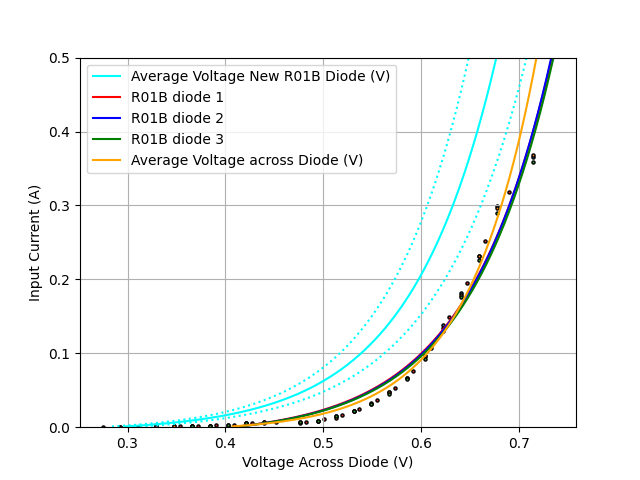 0.5
0.4
0.3
0.2
0.1
0.0
Input Current (A)
Average Voltage New R01B Diode (V)
R01B diode 1
R01B diode 2
R01B diode 3
Average Voltage across Diode (V)
0.3 0.4 0.5 0.6 0.7
Voltage Across Diode (V)